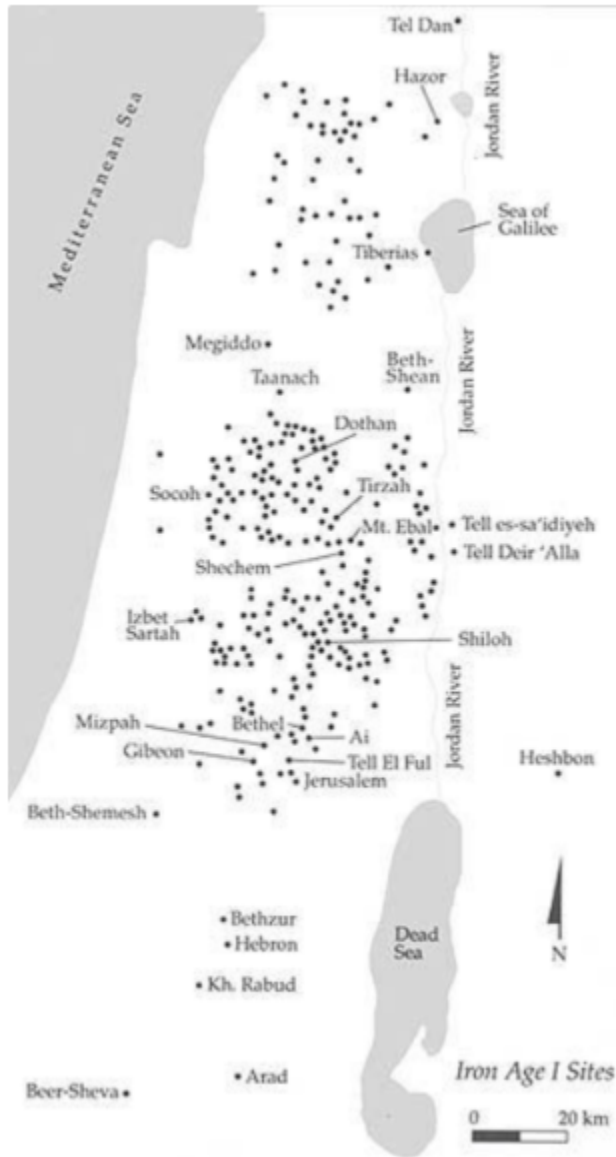 Tel Dan
Hazor
Jordan River
Mediterranean Sea
Sea of
Galilee
Tiberias
Megiddo
Taanach
Beth-
Shean
Jordan River
Dothan
Socoh
Tirzah
Mt. Ebal
Tell es-sa'idiyeh
Shechem
Tell Deir 'Alla
Izbet
Sartah
Shiloh
Jordan River
Mizpah
Bethel
Ai
Gibeon
Tell El Ful
Heshbon
Jerusalem
Beth-Shemesh
Bethzur
Hebron
Dead
Sea
N
Kh. Rabud
Arad
Beer-Sheva
Iron Age I Sites
0 20 km